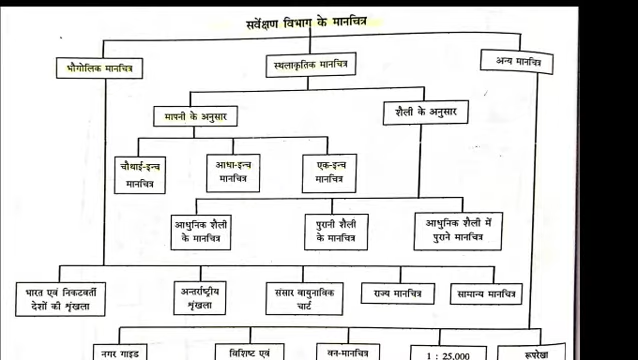 सर्वेक्षण विभाग के मानचित्र
भौगोलिक मानचित्र
स्थलाकृतिक मानचित्र
अन्य मानचित्र
मापनी के अनुसार
शैली के अनुसार
चौथाई-इन्च
मानचित्र
आधा-इन्च
मानचित्र
एक-इन्च
मानचित्र
आधुनिक शैली
के मानचित्र
पुरानी शैली
के मानचित्र
आधुनिक शैली में
पुराने मानचित्र
भारत एवं निकटवर्ती
देशों की शृंखला
अन्तर्राष्ट्रीय
शृंखला
संसार वायुनाविक
चार्ट
राज्य मानचित्र
सामान्य मानचित्र
नगर गाइड
विशिष्ट एवं
वन-मानचित्र
1 : 25,000
रूपरेखा